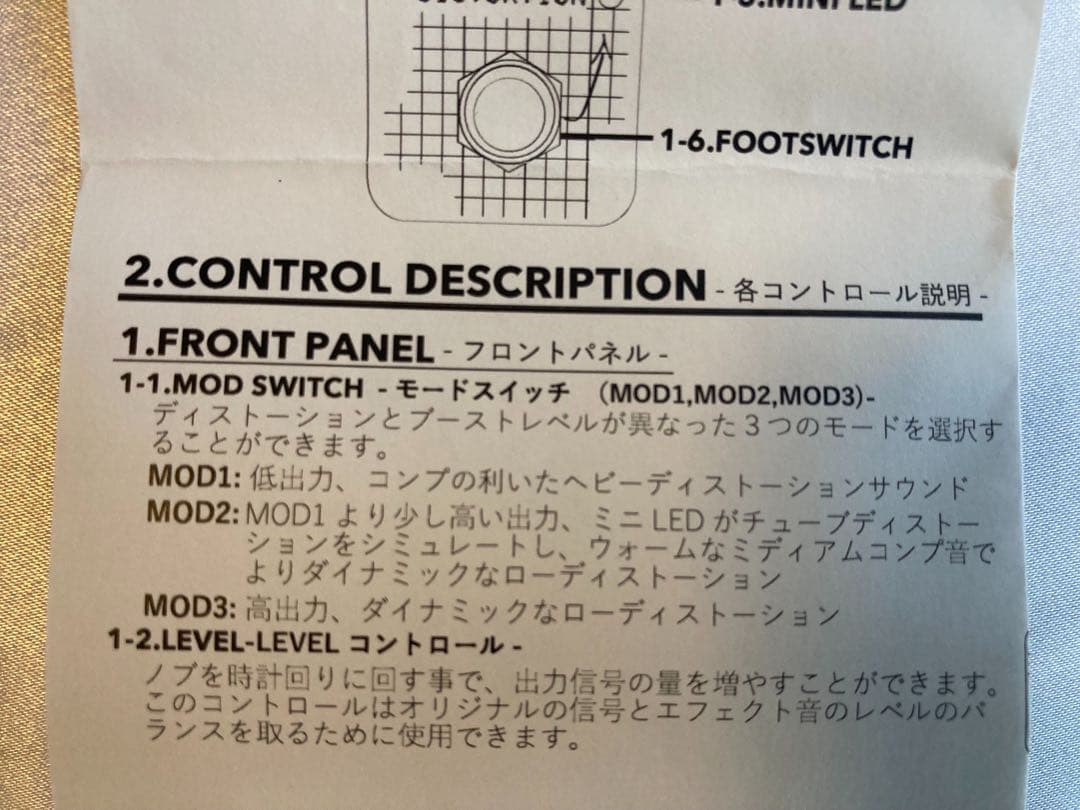 DISTORTION
1-5.MINI LED
1-6.FOOTSWITCH
2.CONTROL DESCRIPTION - 各コントロール説明 -
1.FRONT PANEL - フロントパネル -
1-1.MOD SWITCH - モードスイッチ （MOD1,MOD2,MOD3)-
ディストーションとブーストレベルが異なった３つのモードを選択す
ることができます。
MOD1: 低出力、コンプの利いたヘビーディストーションサウンド
MOD2: MOD1 より少し高い出力、ミニ LED がチューブディストー
ションをシミュレートし、ウォームなミディアムコンプ音で
よりダイナミックなローディストーション
MOD3: 高出力、ダイナミックなローディストーション
1-2.LEVEL-LEVEL コントロール -
ノブを時計回りに回す事で、出力信号の量を増やすことができます。
このコントロールはオリジナルの信号とエフェクト音のレベルのバ
ランスを取るために使用できます。